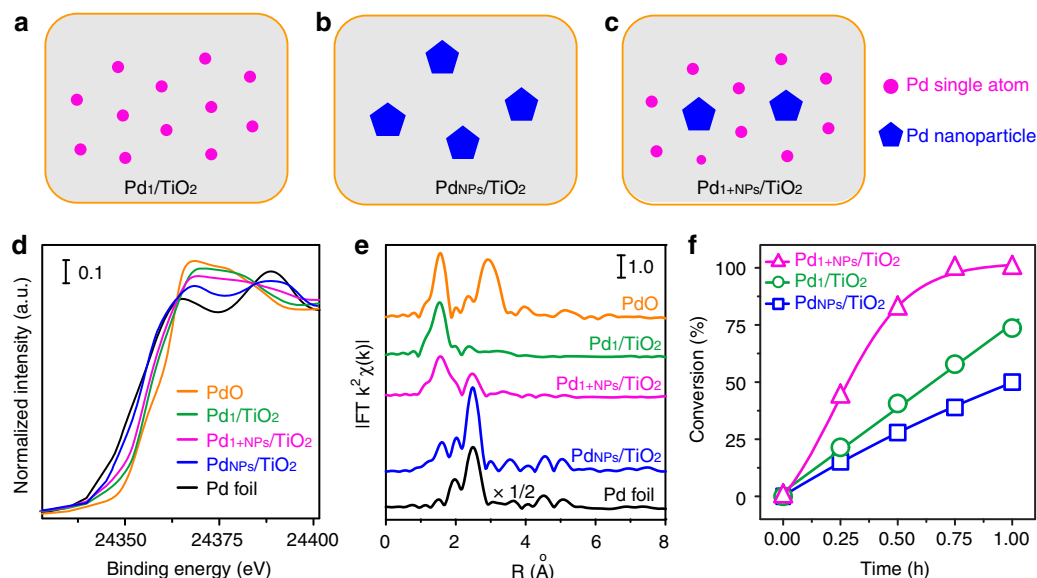 a
Pd1/TiO2
b
PdNPs/TiO2
c
Pd1+NPs/TiO2
Pd single atom
Pd nanoparticle
d
0.1
PdO
Pd1/TiO2
Pd1+NPs/TiO2
PdNPs/TiO2
Pd foil
Normalized intensity (a.u.)
24350 24375 24400
Binding energy (eV)
e
1.0
PdO
Pd1/TiO2
Pd1+NPs/TiO2
PdNPs/TiO2
× 1/2
Pd foil
|FT k²χ(k)|
0 2 4 6 8
R (Å)
f
Pd1+NPs/TiO2
Pd1/TiO2
PdNPs/TiO2
100
75
50
25
0
Conversion (%)
0.00 0.25 0.50 0.75 1.00
Time (h)